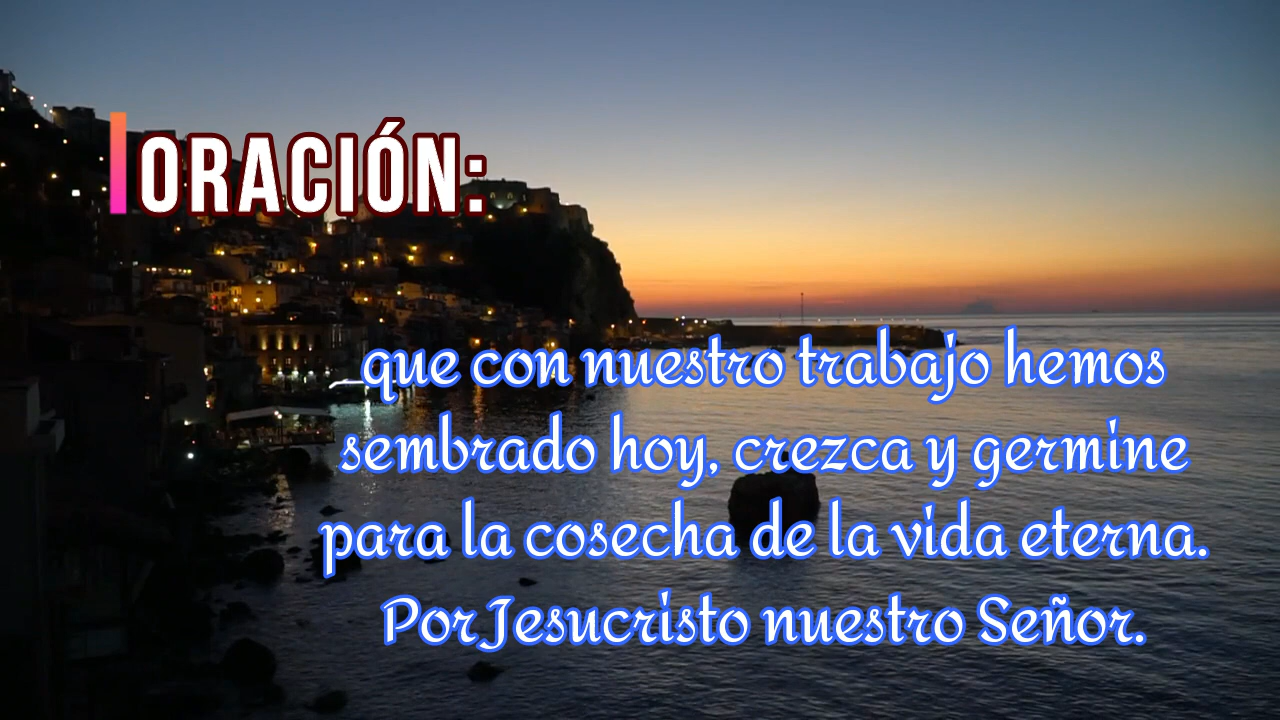 ORACIÓN:
que con nuestro trabajo hemos
sembrado hoy, crezca y germine
para la cosecha de la vida eterna.
Por Jesucristo nuestro Señor.